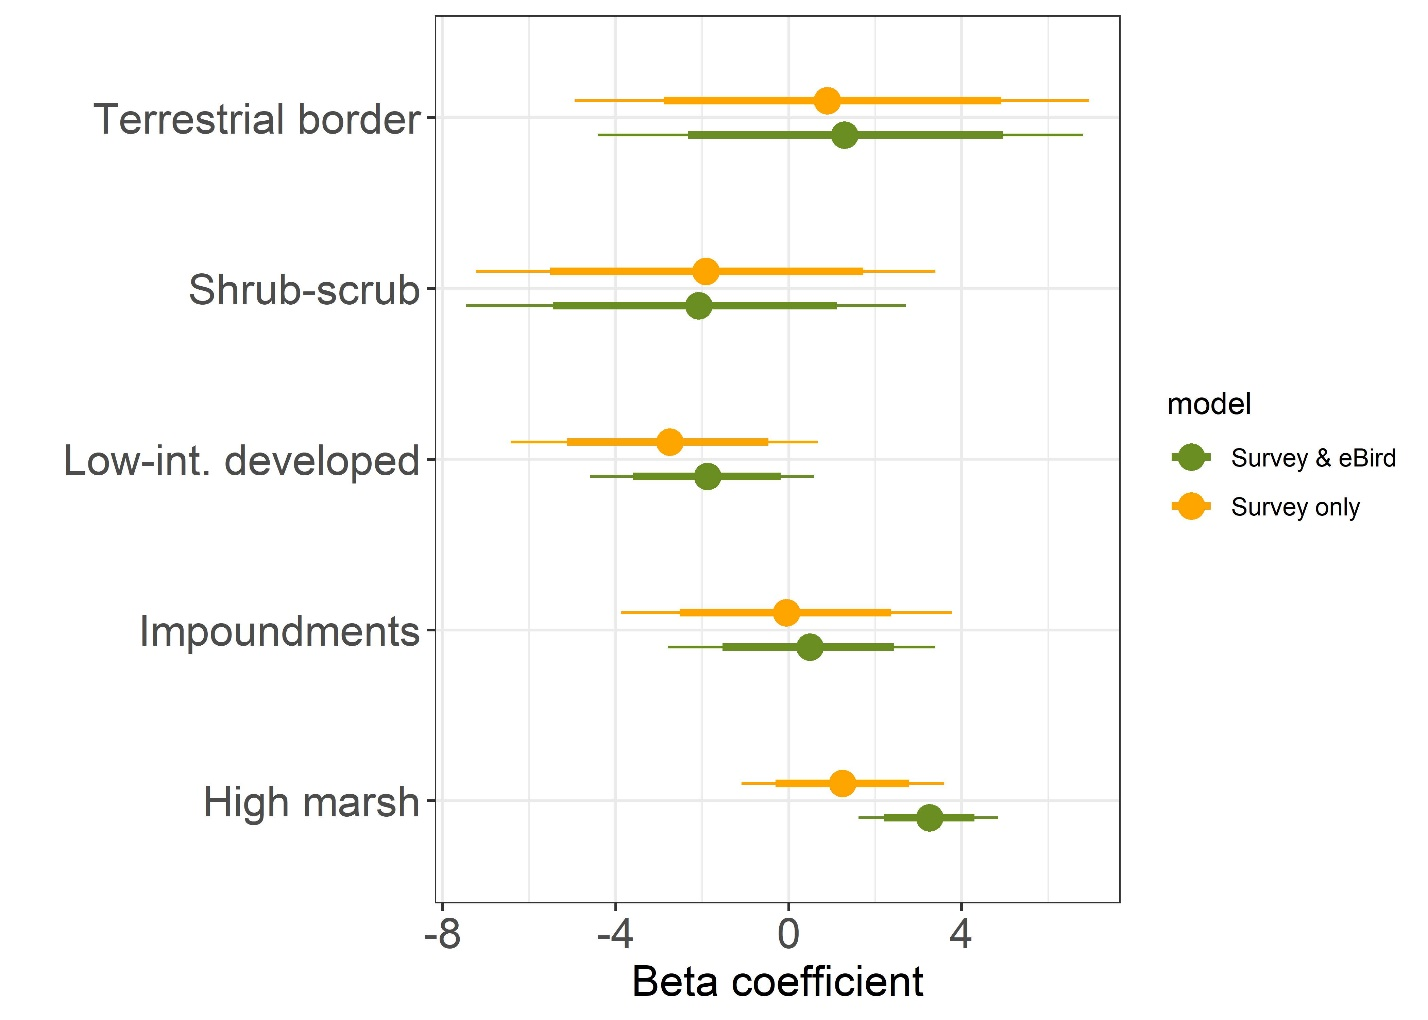 Terrestrial border
Shrub-scrub
Low-int. developed
Impoundments
High marsh
-8 -4 0 4
Beta coefficient
model
Survey & eBird
Survey only